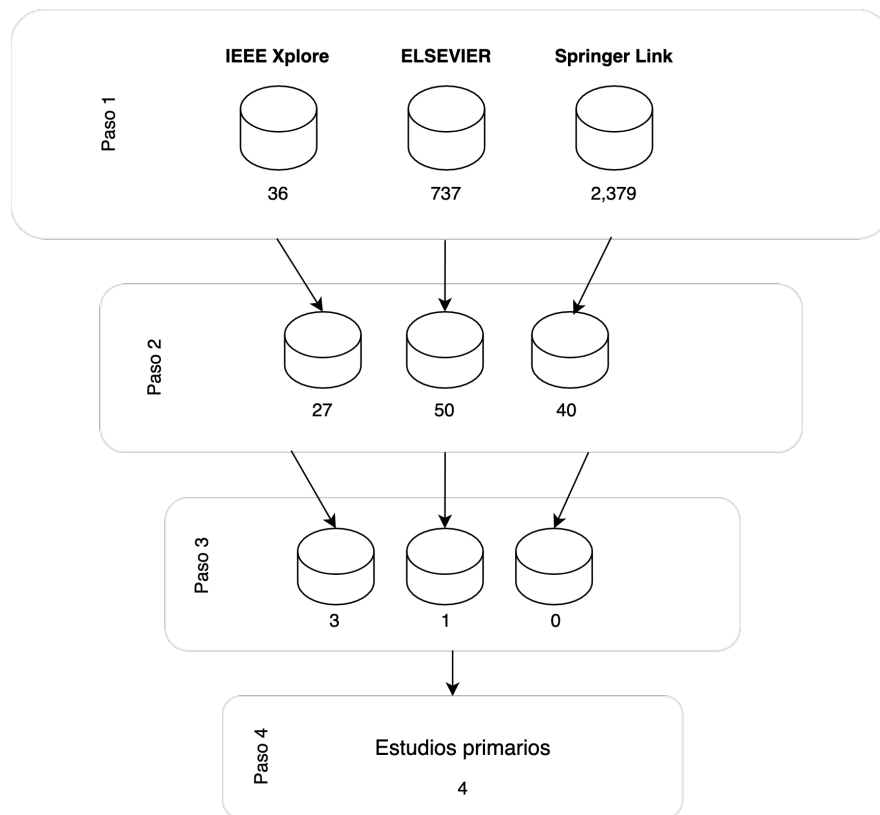 IEEE Xplore ELSEVIER Springer Link
Paso 1
36 737 2,379
Paso 2
27 50 40
Paso 3
3 1 0
Paso 4
Estudios primarios
4